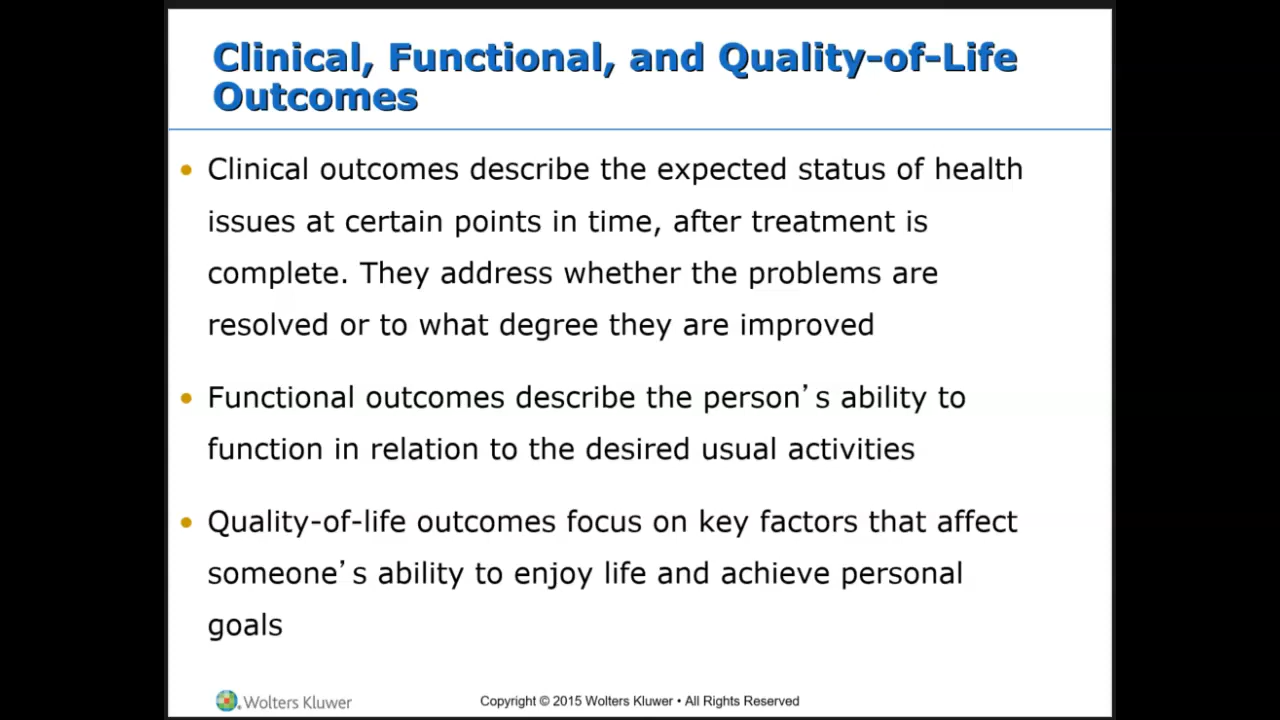 Clinical, Functional, and Quality-of-Life
Outcomes
• Clinical outcomes describe the expected status of health
issues at certain points in time, after treatment is
complete. They address whether the problems are
resolved or to what degree they are improved
• Functional outcomes describe the person’s ability to
function in relation to the desired usual activities
• Quality-of-life outcomes focus on key factors that affect
someone’s ability to enjoy life and achieve personal
goals
Wolters Kluwer
Copyright © 2015 Wolters Kluwer • All Rights Reserved